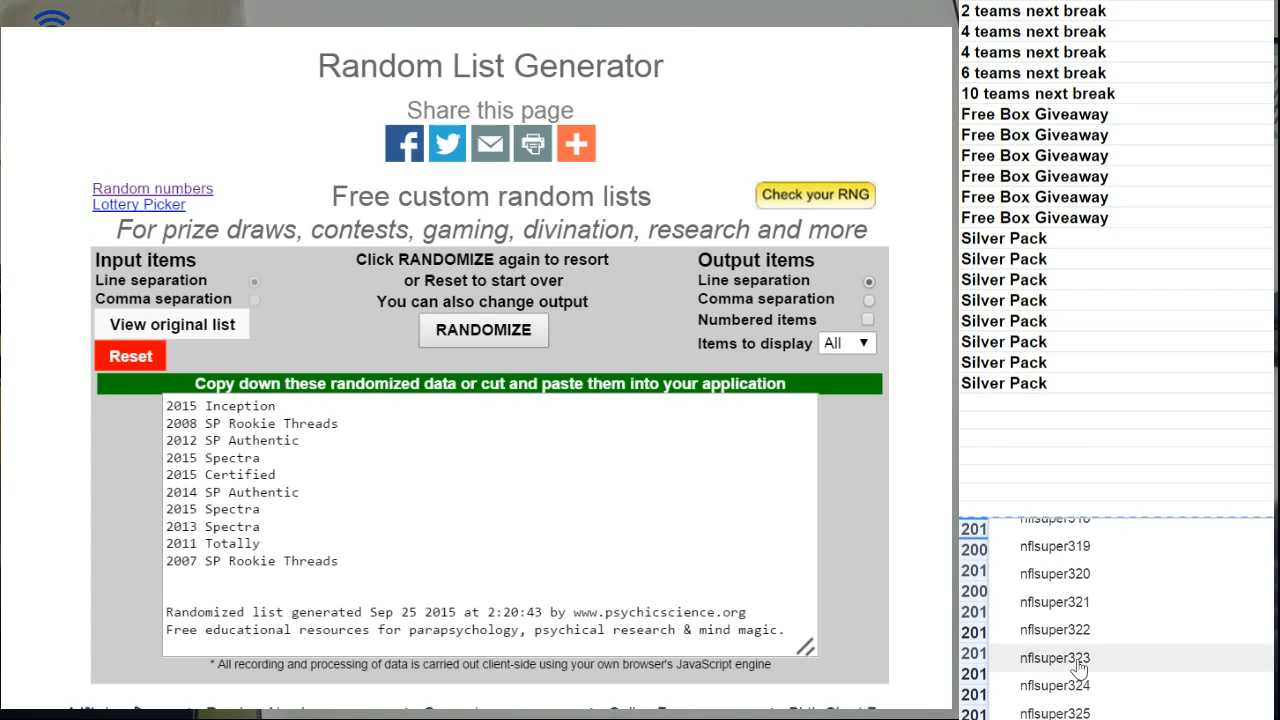 Random List Generator
Share this page
Random numbers
Lottery Picker
Free custom random lists
Check your RNG
For prize draws, contests, gaming, divination, research and more
Input items
Line separation
Comma separation
View original list
Reset
Click RANDOMIZE again to resort
or Reset to start over
You can also change output
RANDOMIZE
Output items
Line separation
Comma separation
Numbered items
Items to display All
Copy down these randomized data or cut and paste them into your application
2015 Inception
2008 SP Rookie Threads
2012 SP Authentic
2015 Spectra
2015 Certified
2014 SP Authentic
2015 Spectra
2013 Spectra
2011 Totally
2007 SP Rookie Threads
Randomized list generated Sep 25 2015 at 2:20:43 by www.psychicscience.org
Free educational resources for parapsychology, psychical research & mind magic.
* All recording and processing of data is carried out client-side using your own browser's JavaScript engine
2 teams next break
4 teams next break
4 teams next break
6 teams next break
10 teams next break
Free Box Giveaway
Free Box Giveaway
Free Box Giveaway
Free Box Giveaway
Free Box Giveaway
Free Box Giveaway
Silver Pack
Silver Pack
Silver Pack
Silver Pack
Silver Pack
Silver Pack
Silver Pack
Silver Pack
201
200
201
200
201
201
201
201
201
201
nflsuper319
nflsuper320
nflsuper321
nflsuper322
nflsuper323
nflsuper324
nflsuper325